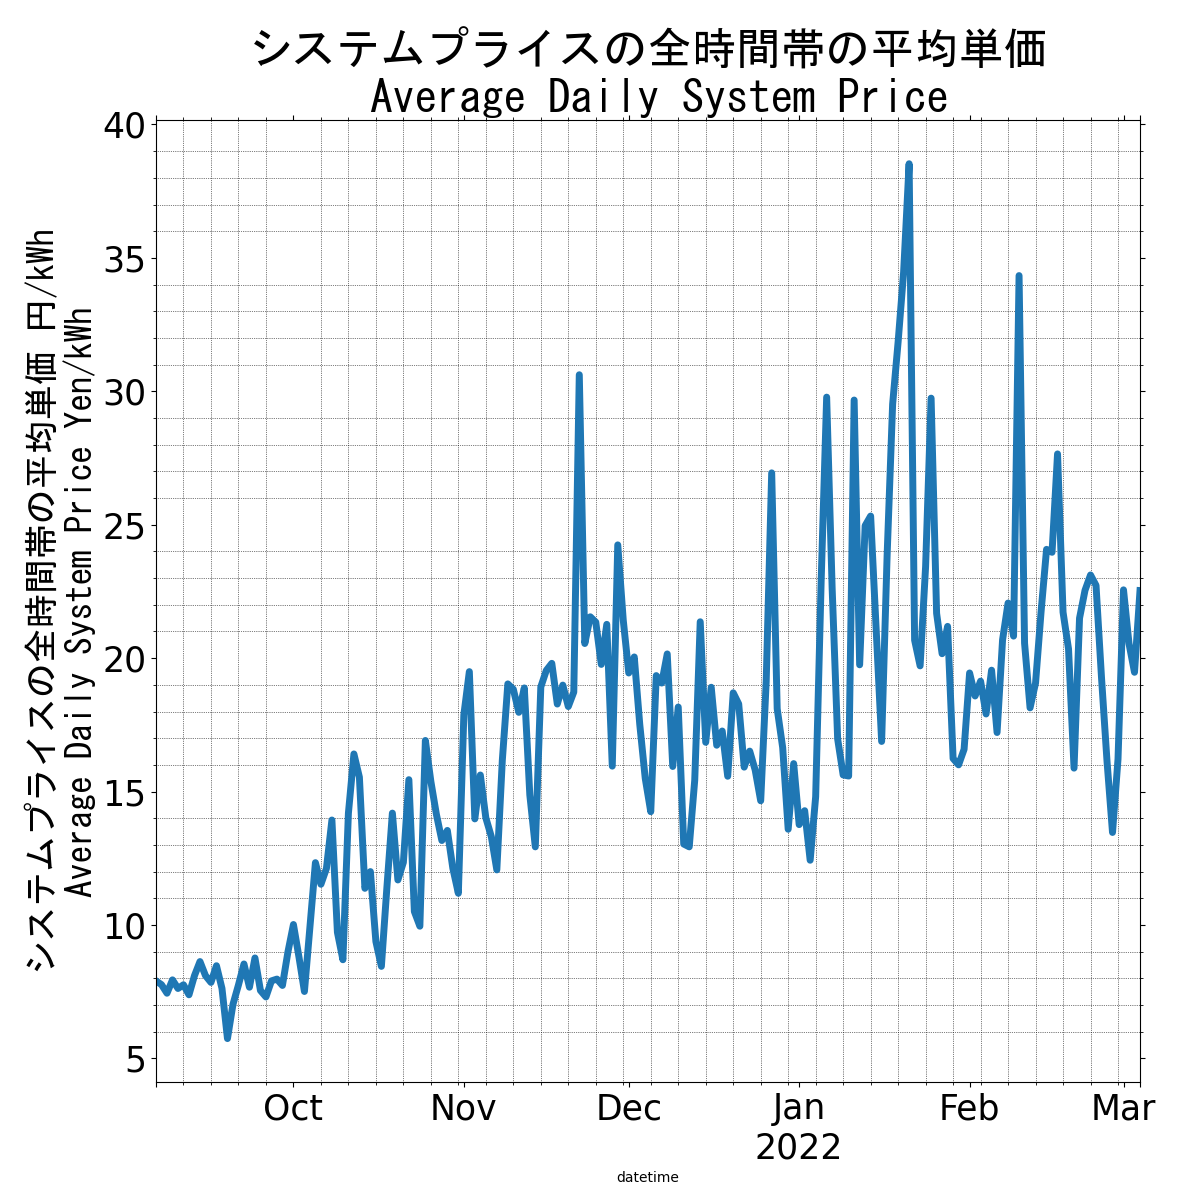 システムプライスの全時間帯の平均単価
Average Daily System Price
システムプライスの全時間帯の平均単価 円/kWh
Average Daily System Price Yen/kWh
40
35
30
25
20
15
10
5
Oct
Nov
Dec
Jan
2022
Feb
Mar
datetime